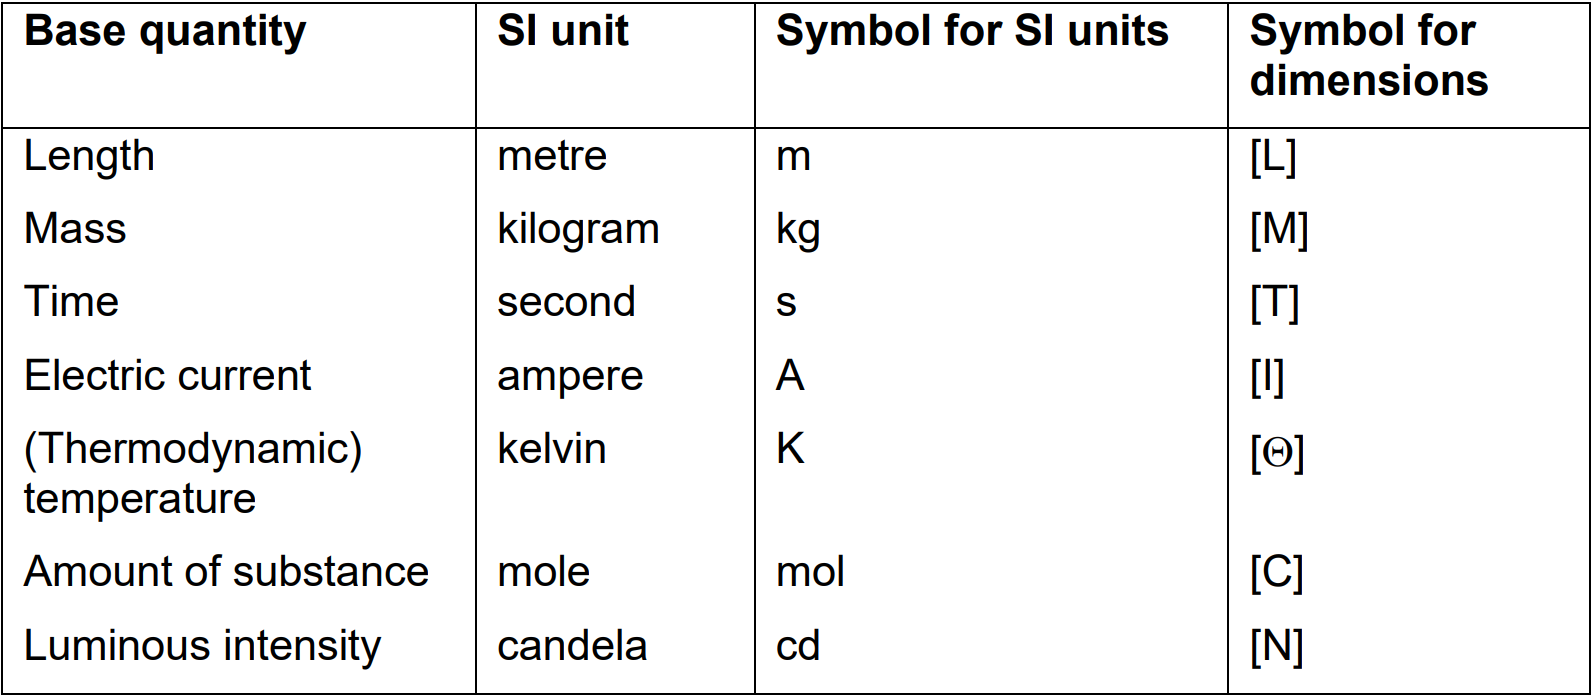 Base quantity SI unit Symbol for SI units Symbol for
dimensions
Length metre m [L]
Mass kilogram kg [M]
Time second s [T]
Electric current ampere A [I]
(Thermodynamic) kelvin K [Θ]
temperature
Amount of substance mole mol [C]
Luminous intensity candela cd [N]